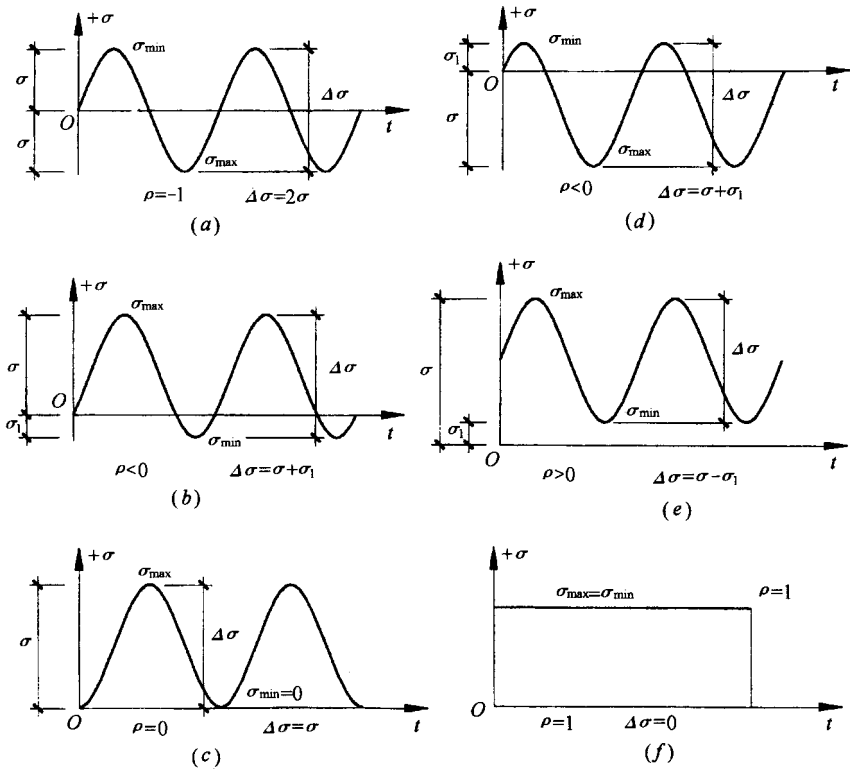 +σ
σmin
σ
Δσ
O
t
σ
σmax
ρ=-1 Δσ=2σ
(a)
+σ
σ1
σmin
O
Δσ
t
σ
σmax
ρ<0 Δσ=σ+σ1
(d)
+σ
σmax
σ
Δσ
O
t
σ1
σmin
ρ<0 Δσ=σ+σ1
(b)
+σ
σmax
Δσ
σ
σmin
σ1
O
t
ρ>0 Δσ=σ-σ1
(e)
+σ
σmax
σ
Δσ
σmin=0
O
t
ρ=0 Δσ=σ
(c)
+σ
σmax=σmin
ρ=1
O
t
ρ=1 Δσ=0
(f)